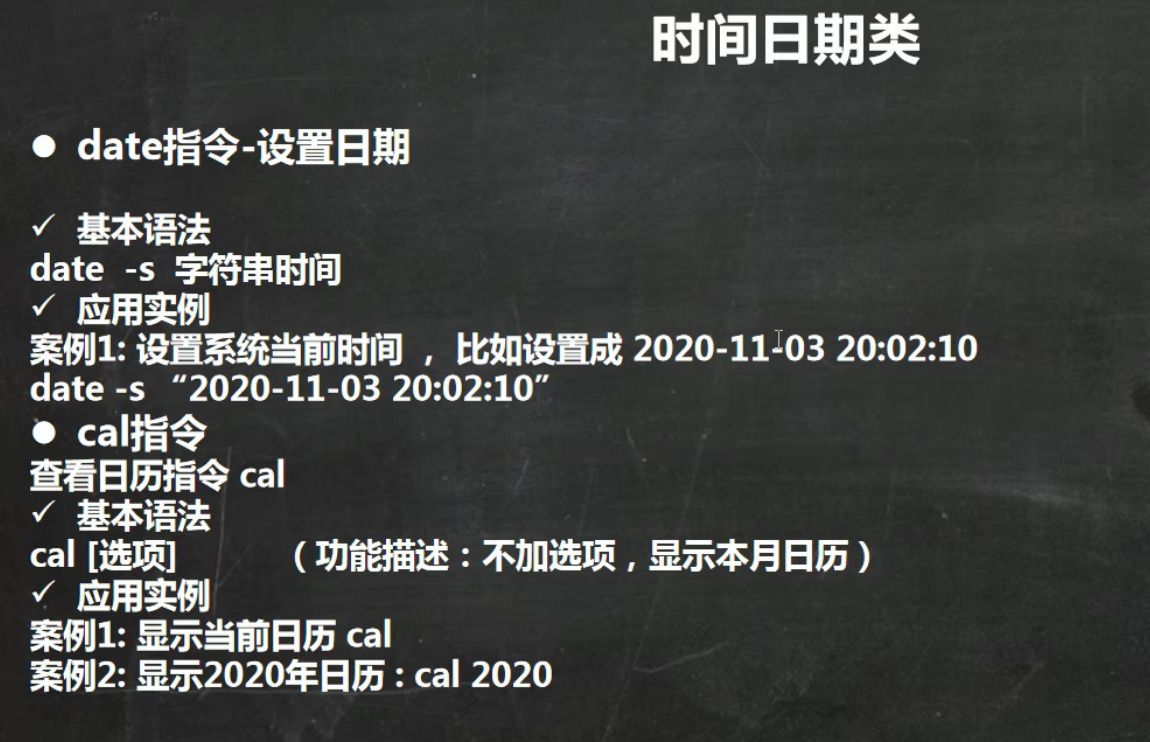 时间日期类
● date指令-设置日期
✓ 基本语法
date -s 字符串时间
✓ 应用实例
案例1: 设置系统当前时间 ， 比如设置成 2020-11-03 20:02:10
date -s “2020-11-03 20:02:10”
● cal指令
查看日历指令 cal
✓ 基本语法
cal [选项] （功能描述：不加选项，显示本月日历）
✓ 应用实例
案例1: 显示当前日历 cal
案例2: 显示2020年日历 : cal 2020